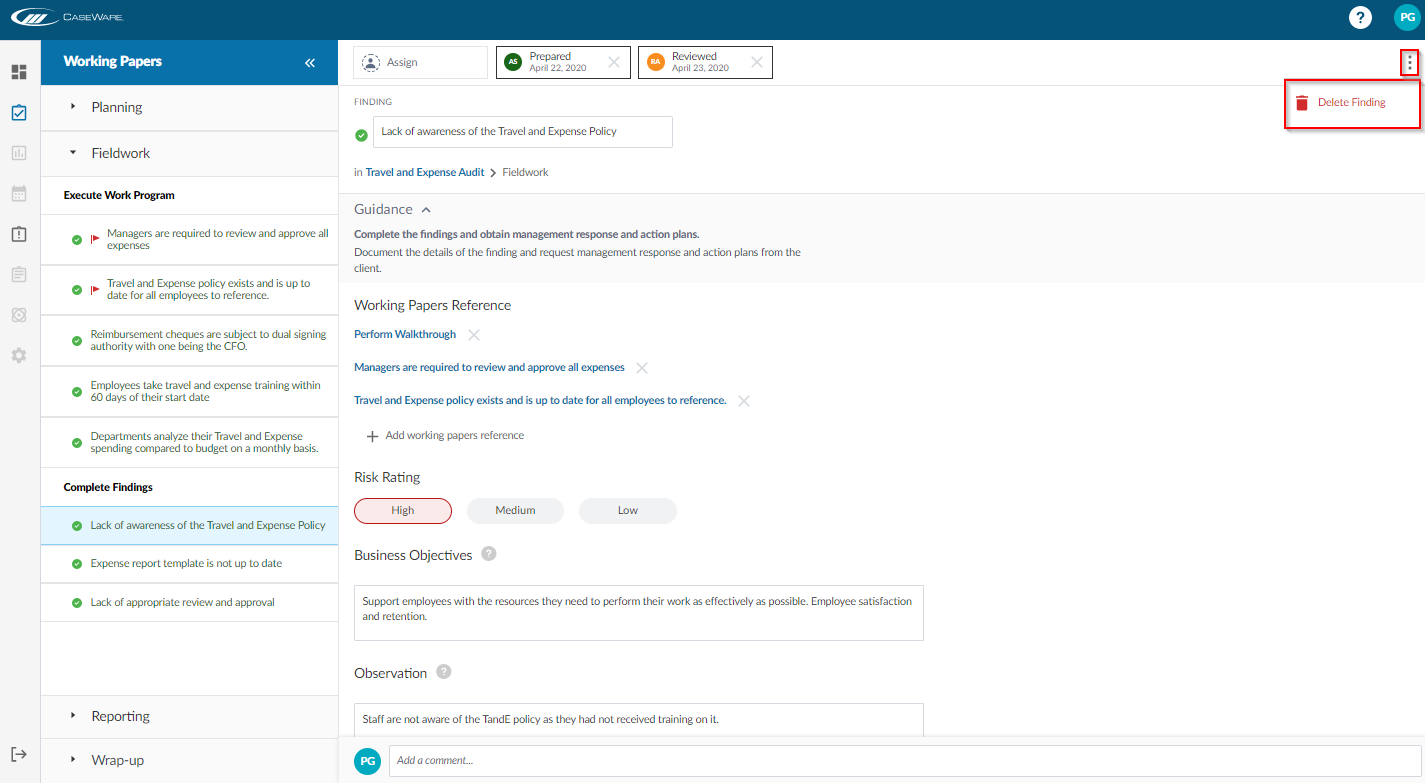 CASEWARE
?
PG
Working Papers
«
Planning
Fieldwork
Execute Work Program
Managers are required to review and approve all
expenses
Travel and Expense policy exists and is up to
date for all employees to reference.
Reimbursement cheques are subject to dual signing
authority with one being the CFO.
Employees take travel and expense training within
60 days of their start date
Departments analyze their Travel and Expense
spending compared to budget on a monthly basis.
Complete Findings
Lack of awareness of the Travel and Expense Policy
Expense report template is not up to date
Lack of appropriate review and approval
Reporting
Wrap-up
Assign
AS
Prepared
April 22, 2020
RA
Reviewed
April 23, 2020
Delete Finding
FINDING
Lack of awareness of the Travel and Expense Policy
in Travel and Expense Audit > Fieldwork
Guidance
Complete the findings and obtain management response and action plans.
Document the details of the finding and request management response and action plans from the
client.
Working Papers Reference
Perform Walkthrough
Managers are required to review and approve all expenses
Travel and Expense policy exists and is up to date for all employees to reference.
Add working papers reference
Risk Rating
High
Medium
Low
Business Objectives ?
Support employees with the resources they need to perform their work as effectively as possible. Employee satisfaction
and retention.
Observation ?
Staff are not aware of the TandE policy as they had not received training on it.
PG
Add a comment...